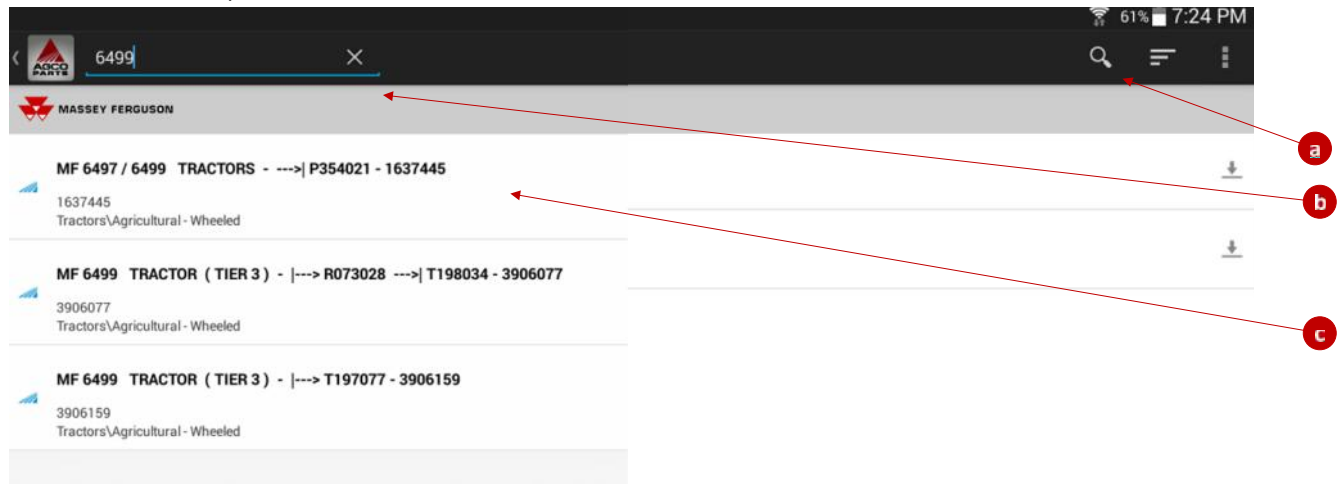 61% 7:24 PM
AGCO PARTS 6499
MASSEY FERGUSON
a
MF 6497 / 6499 TRACTORS - --->| P354021 - 1637445
1637445
b
Tractors\Agricultural - Wheeled
MF 6499 TRACTOR ( TIER 3 ) - |---> R073028 --->| T198034 - 3906077
3906077
Tractors\Agricultural - Wheeled
c
MF 6499 TRACTOR ( TIER 3 ) - |---> T197077 - 3906159
3906159
Tractors\Agricultural - Wheeled